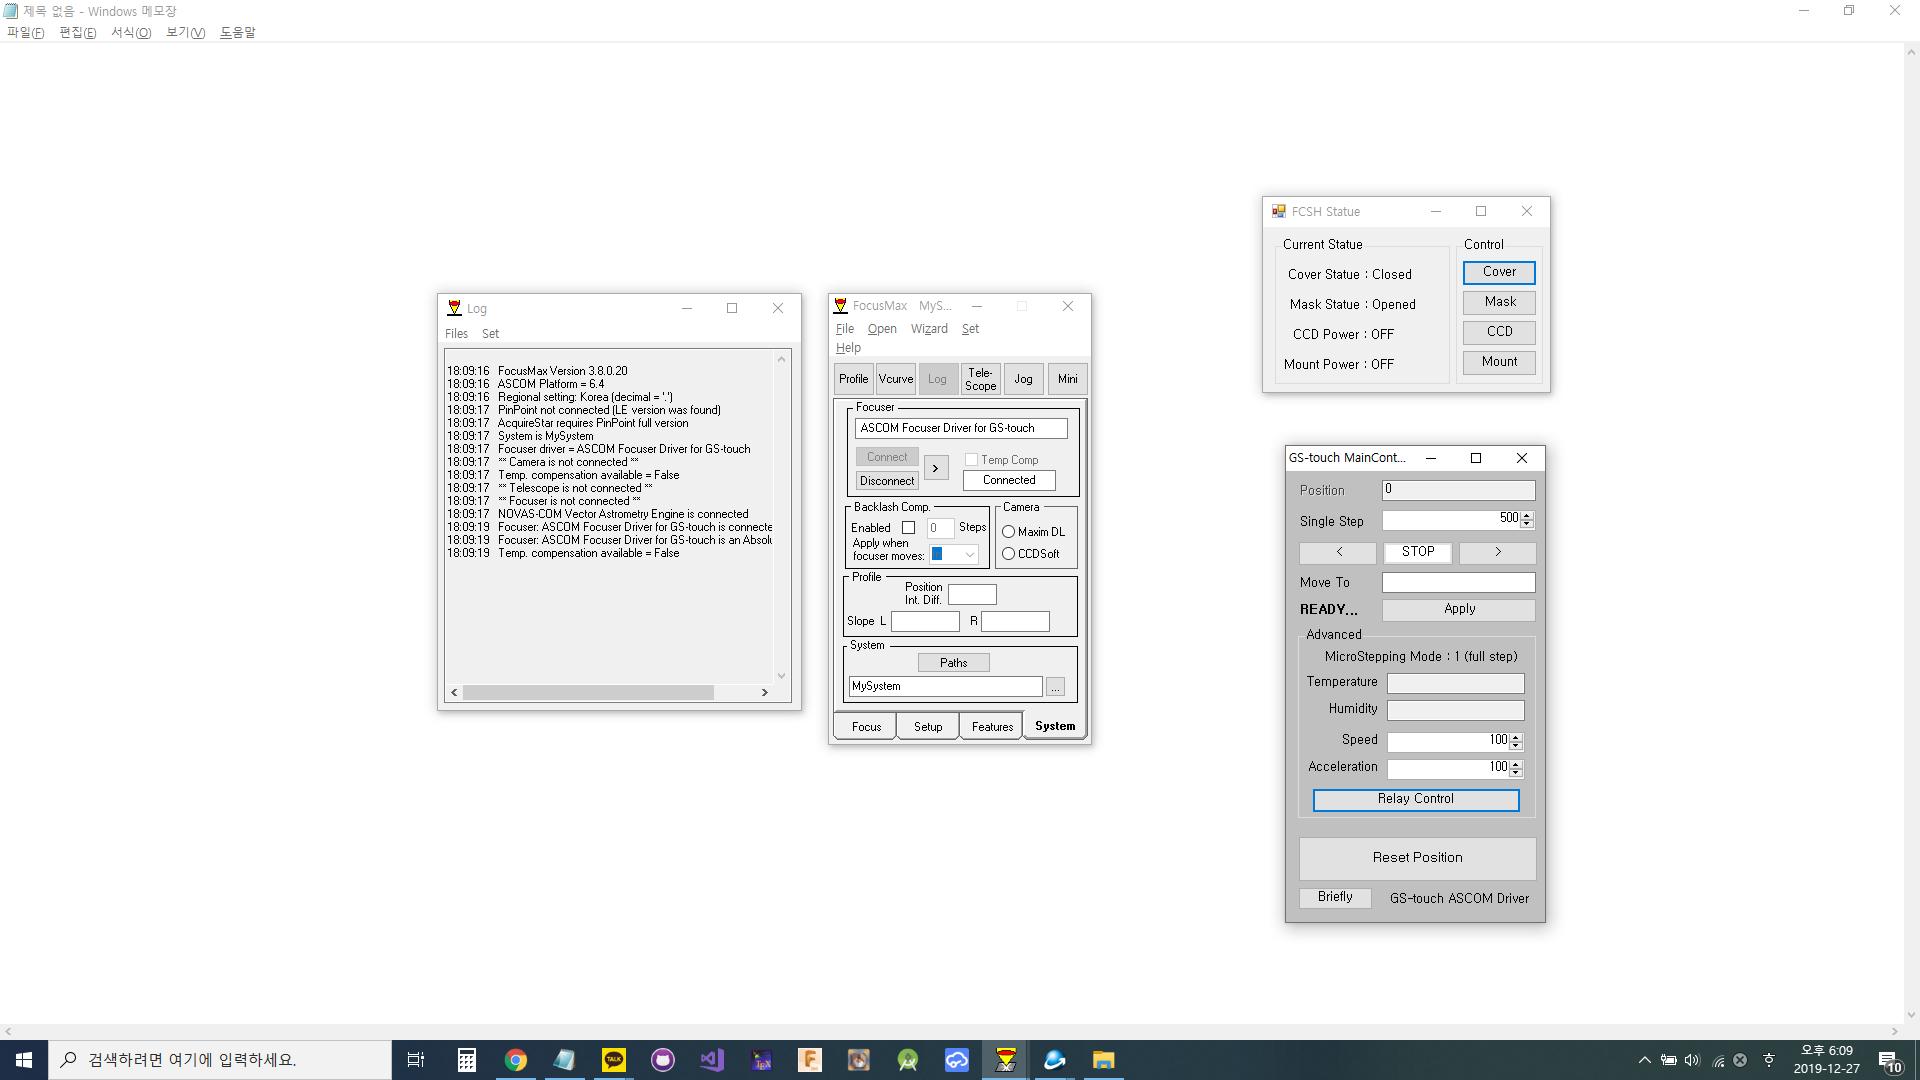 제목 없음 - Windows 메모장
파일(F) 편집(E) 서식(O) 보기(V) 도움말
Log
Files Set
18:09:16 FocusMax Version 3.8.0.20
18:09:16 ASCOM Platform = 6.4
18:09:16 Regional setting: Korea (decimal = '.')
18:09:17 PinPoint not connected (LE version was found)
18:09:17 AcquireStar requires PinPoint full version
18:09:17 System is MySystem
18:09:17 Focuser driver = ASCOM Focuser Driver for GS-touch
18:09:17 ** Camera is not connected **
18:09:17 Temp. compensation available = False
18:09:17 ** Telescope is not connected **
18:09:17 ** Focuser is not connected **
18:09:17 NOVAS-COM Vector Astrometry Engine is connected
18:09:19 Focuser: ASCOM Focuser Driver for GS-touch is connecte
18:09:19 Focuser: ASCOM Focuser Driver for GS-touch is an Absolu
18:09:19 Temp. compensation available = False
FocusMax MyS...
File Open Wizard Set
Help
Profile Vcurve Log Tele-Scope Jog Mini
Focuser
ASCOM Focuser Driver for GS-touch
Connect
Temp Comp
Disconnect
>
Connected
Backlash Comp.
Enabled 0 Steps
Apply when
focuser moves:
Camera
Maxim DL
CCDSoft
Profile
Position
Int. Diff.
Slope L R
System
Paths
MySystem ...
Focus Setup Features System
FCSH Statue
Current Statue
Cover Statue : Closed
Mask Statue : Opened
CCD Power : OFF
Mount Power : OFF
Control
Cover
Mask
CCD
Mount
GS-touch MainCont...
Position 0
Single Step 500
< STOP >
Move To
READY... Apply
Advanced
MicroStepping Mode : 1 (full step)
Temperature
Humidity
Speed 100
Acceleration 100
Relay Control
Reset Position
Briefly GS-touch ASCOM Driver
검색하려면 여기에 입력하세요.
TALK
TEX
F
오후 6:09
2019-12-27
10